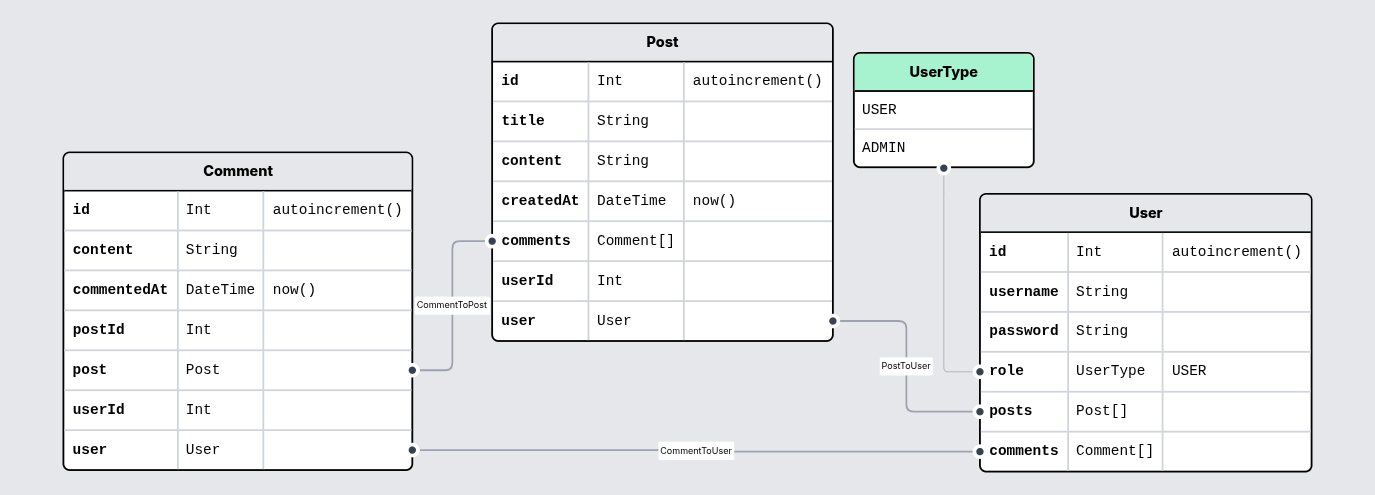 Post
id Int autoincrement()
title String
content String
createdAt DateTime now()
comments Comment[]
userId Int
user User
UserType
USER
ADMIN
Comment
id Int autoincrement()
content String
commentedAt DateTime now()
postId Int
post Post
userId Int
user User
User
id Int autoincrement()
username String
password String
role UserType USER
posts Post[]
comments Comment[]
CommentToPost
PostToUser
CommentToUser